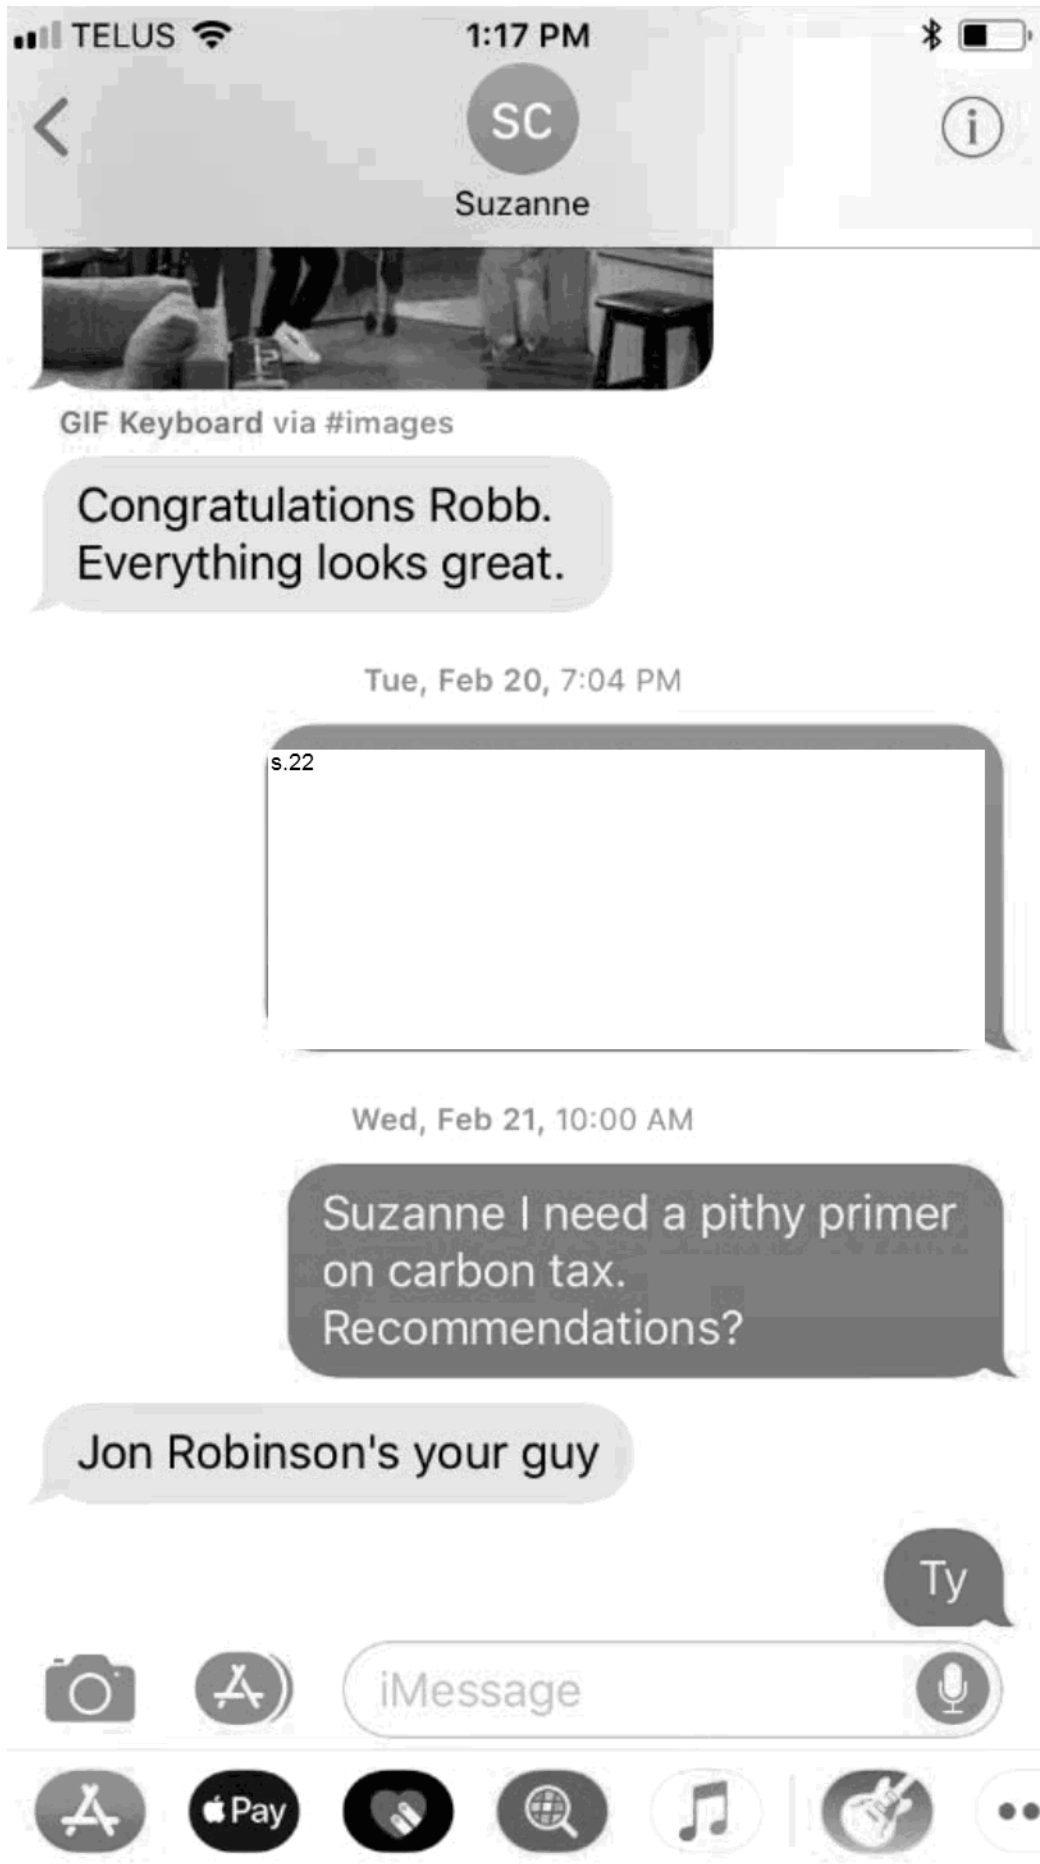 TELUS 1:17 PM
SC
Suzanne
GIF Keyboard via #images
Congratulations Robb.
Everything looks great.
Tue, Feb 20, 7:04 PM
s.22
Wed, Feb 21, 10:00 AM
Suzanne I need a pithy primer
on carbon tax.
Recommendations?
Jon Robinson's your guy
Ty
iMessage
Pay